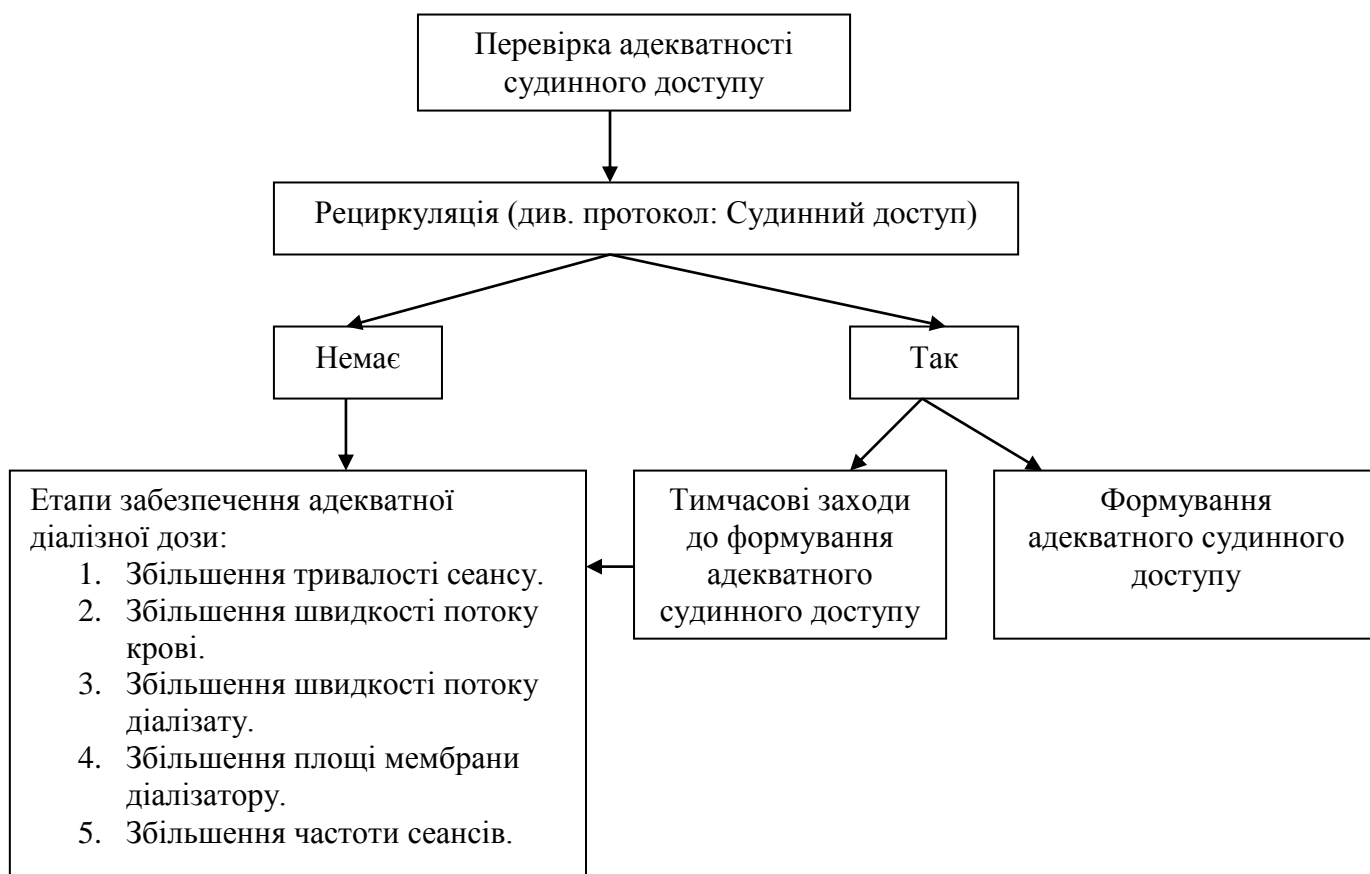 Перевірка адекватності
судинного доступу
Рециркуляція (див. протокол: Судинний доступ)
Немає
Так
Етапи забезпечення адекватної
діалізної дози:
1. Збільшення тривалості сеансу.
2. Збільшення швидкості потоку
крові.
3. Збільшення швидкості потоку
діалізату.
4. Збільшення площі мембрани
діалізатору.
5. Збільшення частоти сеансів.
Тимчасові заходи
до формування
адекватного
судинного доступу
Формування
адекватного судинного
доступу